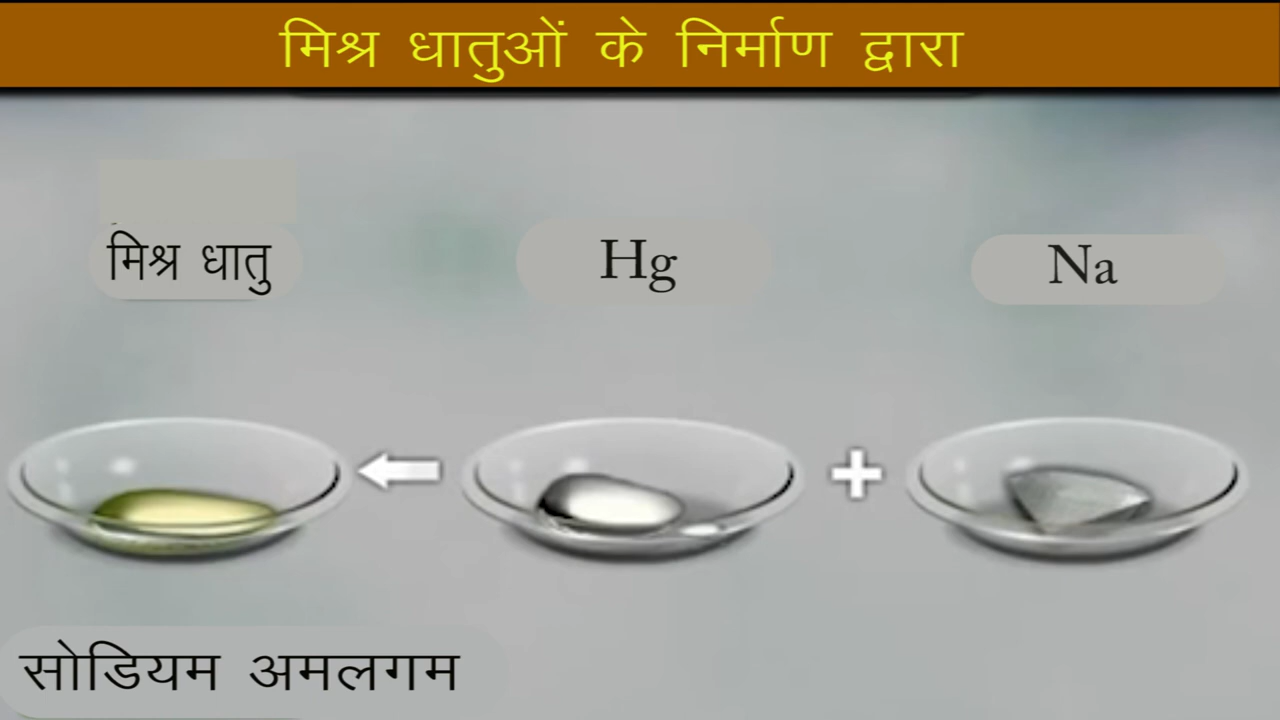 मिश्र धातुओं के निर्माण द्वारा
मिश्र धातु
Hg
Na
सोडियम अमलगम